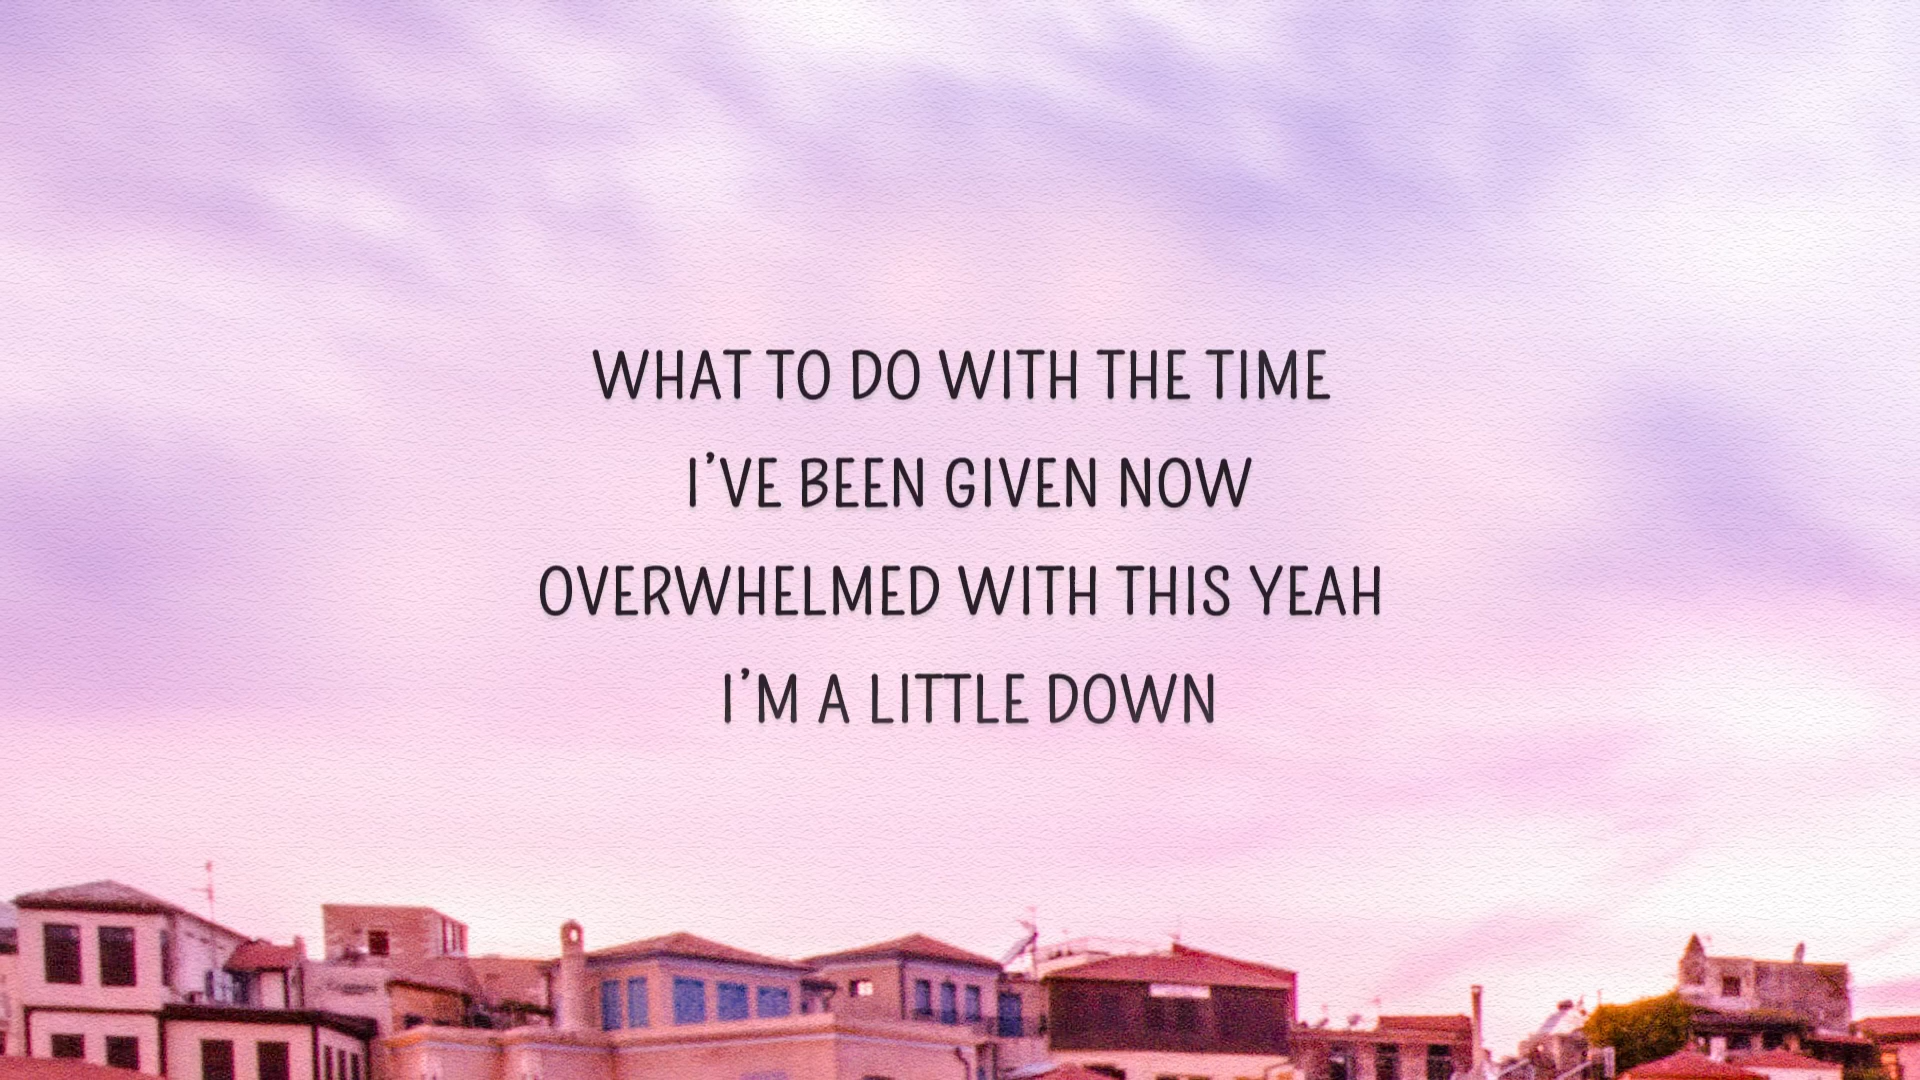 WHAT TO DO WITH THE TIME
I'VE BEEN GIVEN NOW
OVERWHELMED WITH THIS YEAH
I'M A LITTLE DOWN